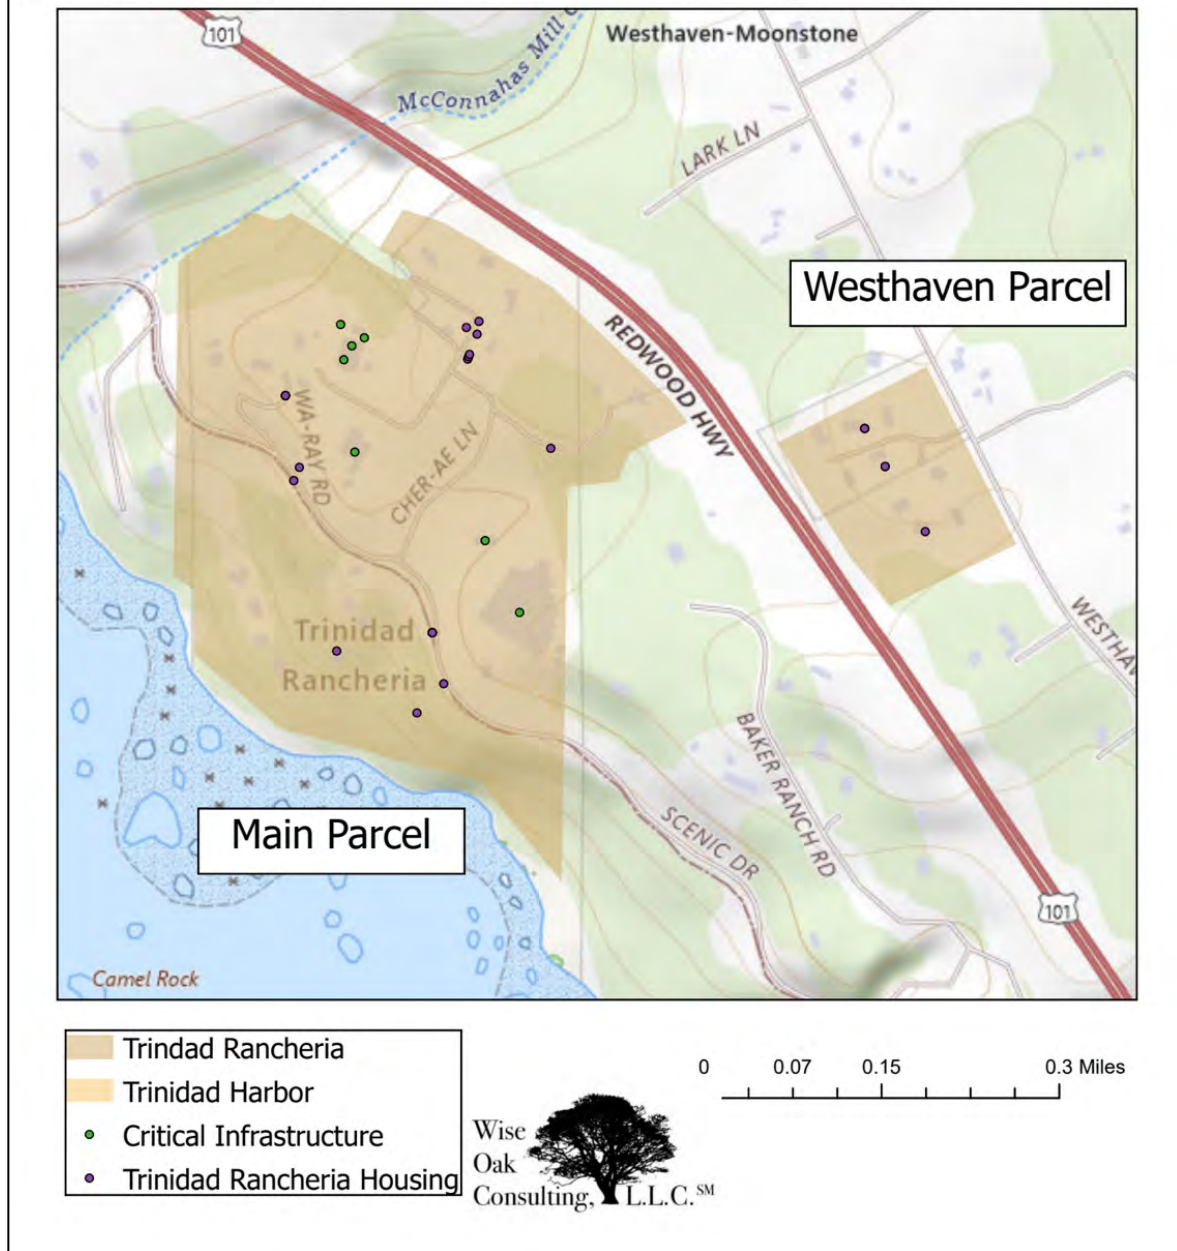 101
McConnahas Mill C
Westhaven-Moonstone
LARK LN
Westhaven Parcel
REDWOOD HWY
WA-RAY RD
CHER-AE LN
Trinidad
Rancheria
WESTHAV
BAKER RANCH RD
SCENIC DR
Main Parcel
101
Camel Rock
Trindad Rancheria
Trinidad Harbor
Critical Infrastructure
Trinidad Rancheria Housing
0 0.07 0.15 0.3 Miles
Wise
Oak
Consulting, L.L.C.℠